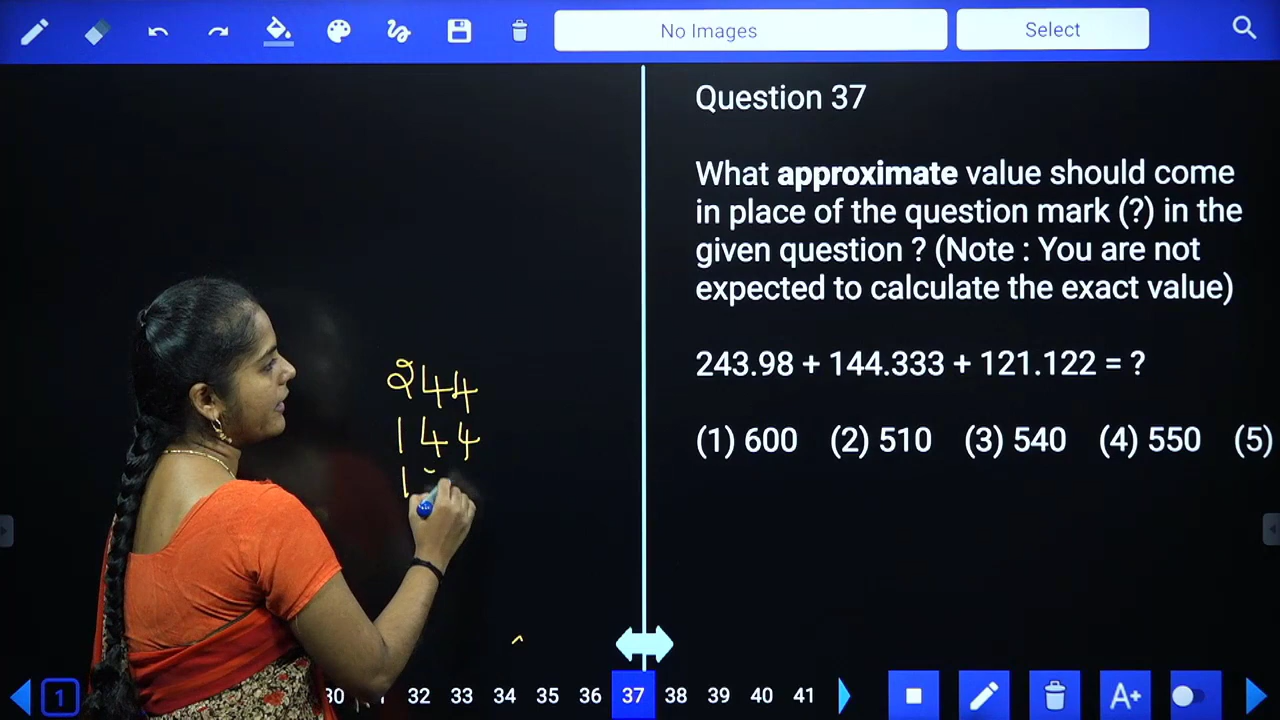 No Images Select
Question 37
What approximate value should come
in place of the question mark (?) in the
given question ? (Note : You are not
expected to calculate the exact value)
243.98 + 144.333 + 121.122 = ?
(1) 600 (2) 510 (3) 540 (4) 550 (5)
244
144
1
1 32 33 34 35 36 37 38 39 40 41 A+